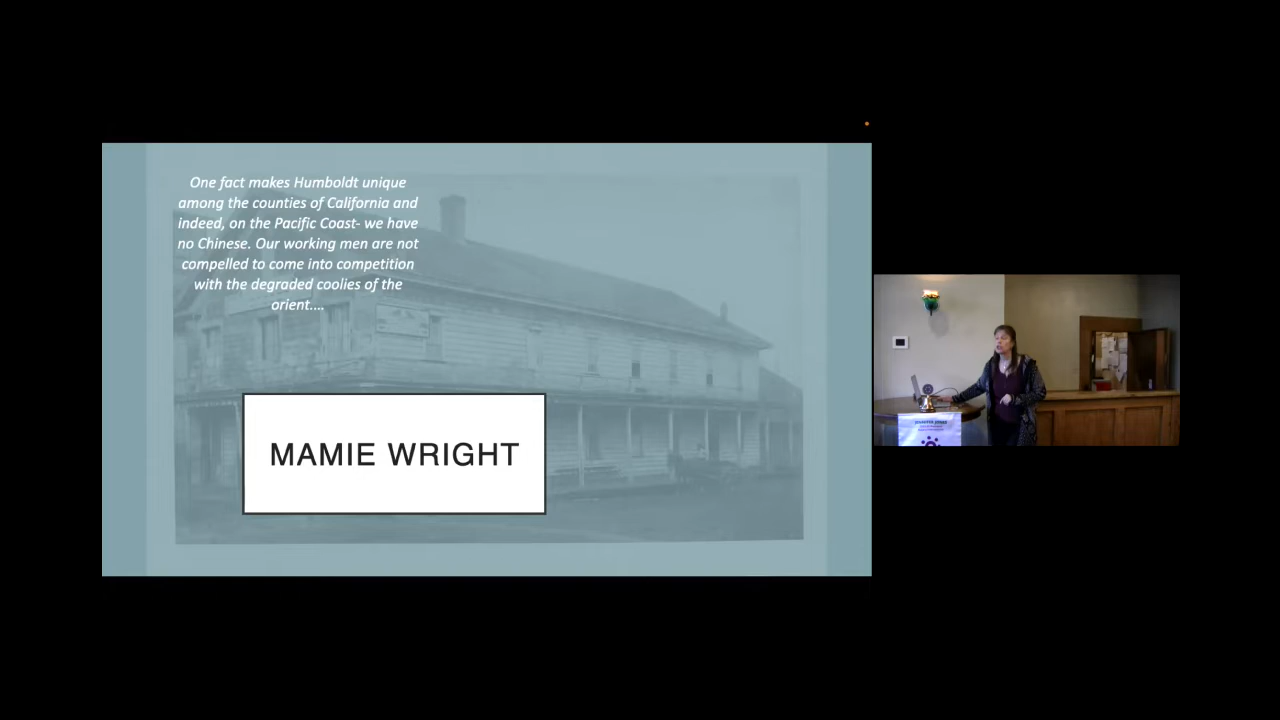 One fact makes Humboldt unique
among the counties of California and
indeed, on the Pacific Coast- we have
no Chinese. Our working men are not
compelled to come into competition
with the degraded coolies of the
orient....
MAMIE WRIGHT